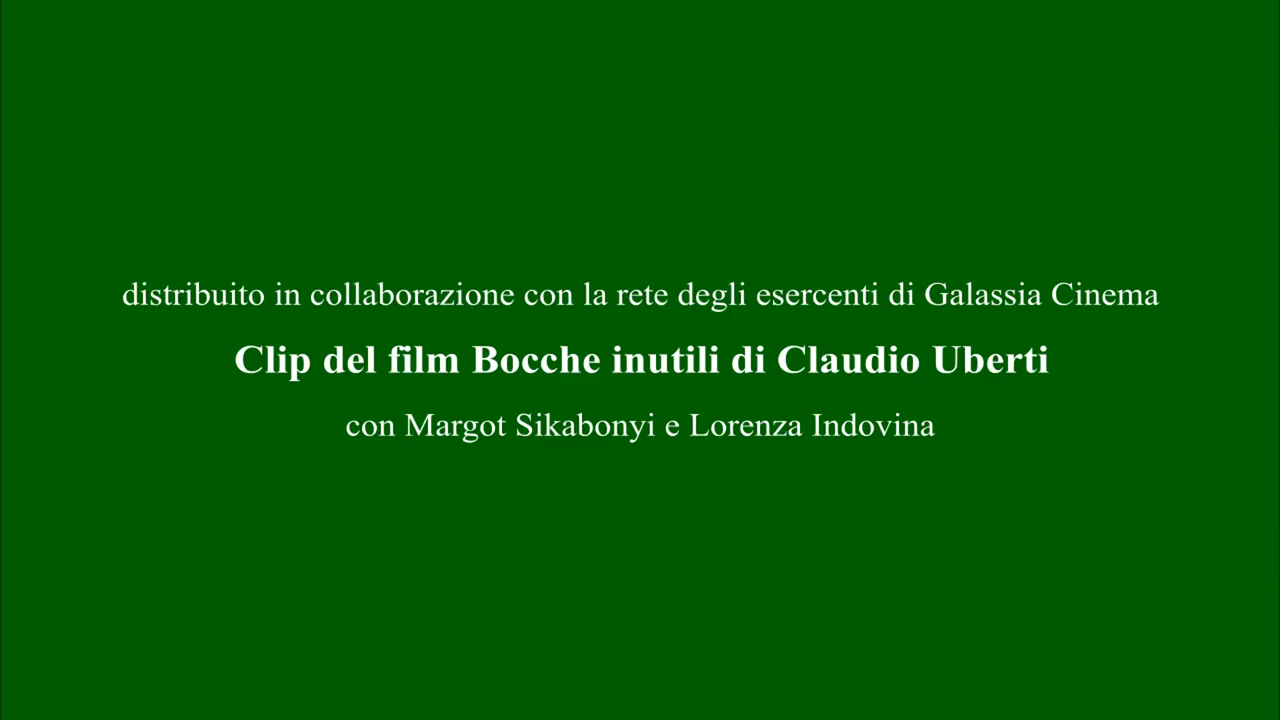 distribuito in collaborazione con la rete degli esercenti di Galassia Cinema
Clip del film Bocche inutili di Claudio Uberti
con Margot Sikabonyi e Lorenza Indovina